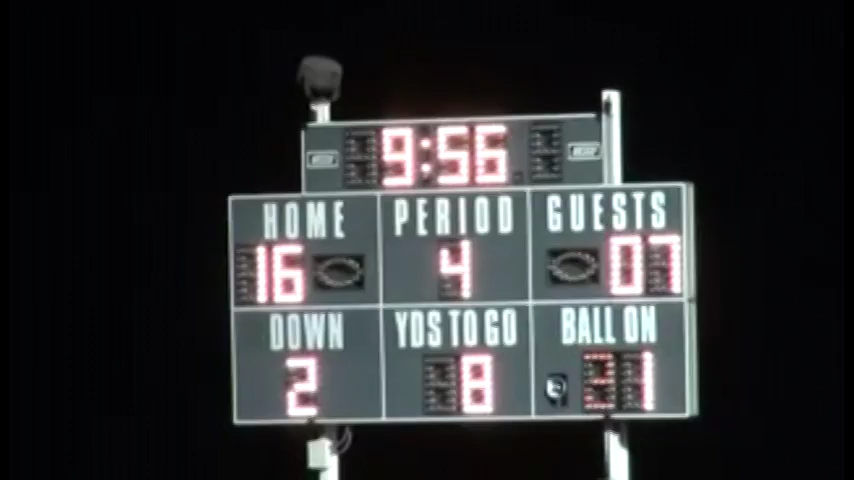 9:56
HOME PERIOD GUESTS
16 4 07
DOWN YDS TO GO BALL ON
2 8 31